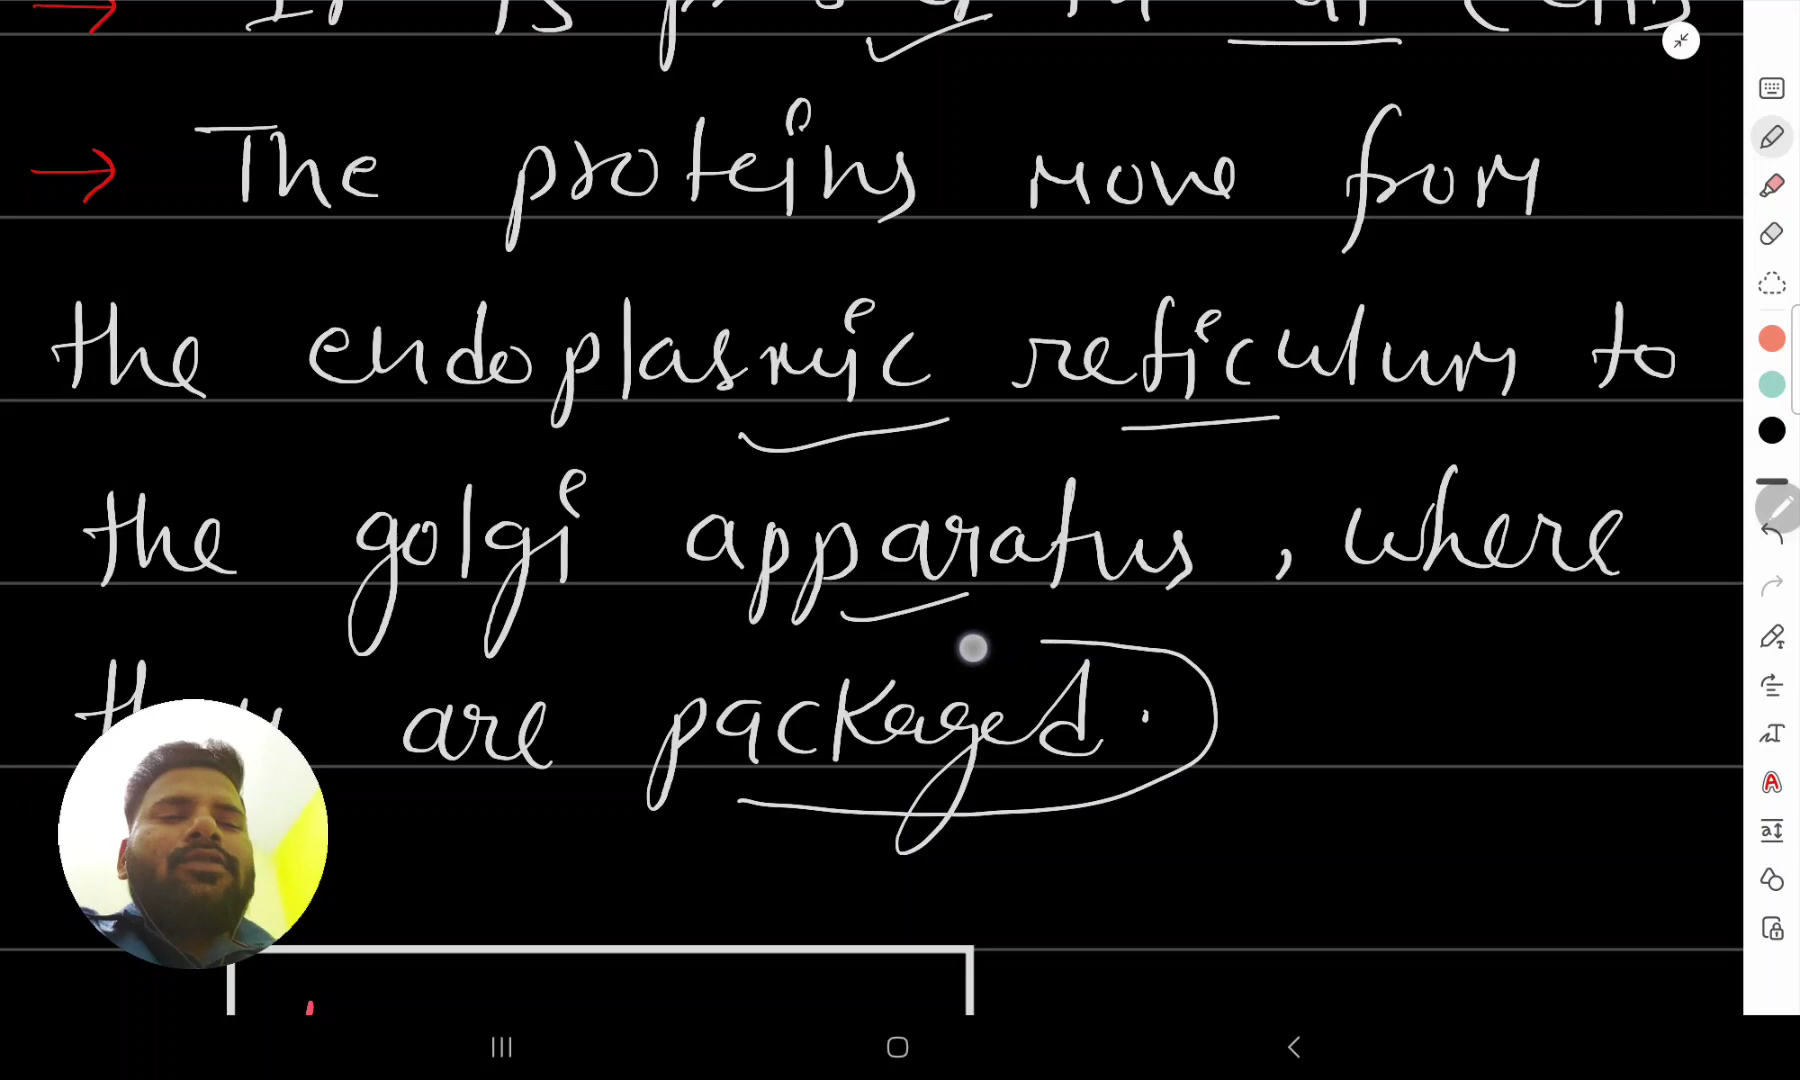 → The proteins move from
the endoplasmic reticulum to
the golgi apparatus, where
are packaged.